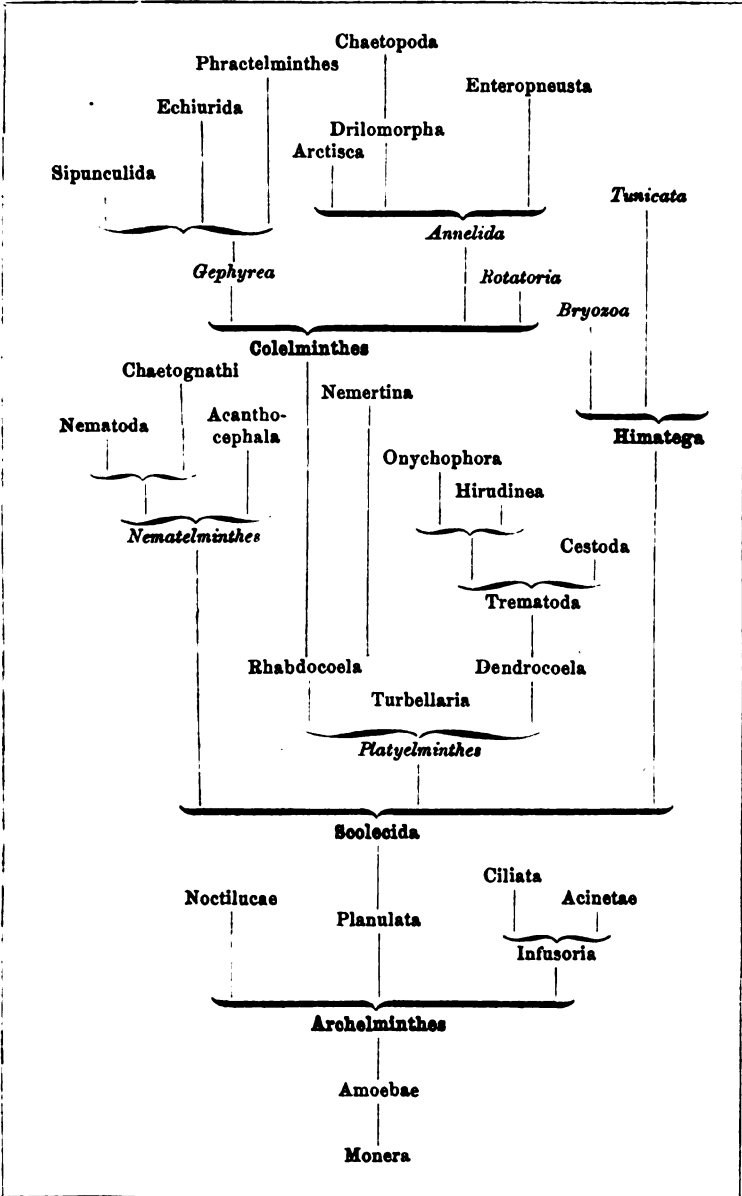 Chaetopoda
Phractelminthes
Enteropneusta
Echiurida
Drilomorpha
Arctisca
Sipunculida
Tunicata
Annelida
Gephyrea
Rotatoria
Bryozoa
Colelminthes
Chaetognathi
Nemertina
Nematoda
Acantho-
cephala
Himatega
Onychophora
Hirudinea
Nematelminthes
Cestoda
Trematoda
Rhabdocoela
Dendrocoela
Turbellaria
Platyelminthes
Scolecida
Ciliata
Noctilucae
Acinetae
Planulata
Infusoria
Archelminthes
Amoebae
Monera